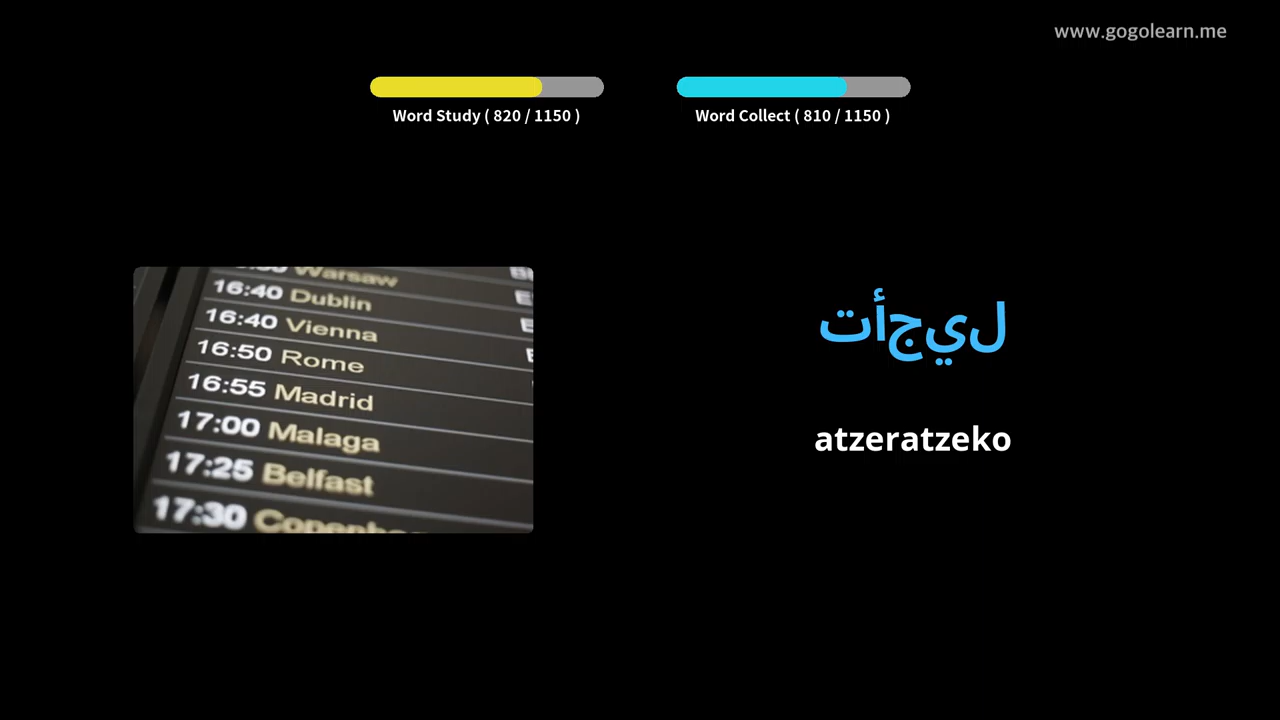 www.gogolearn.me
Word Study ( 820 / 1150 )
Word Collect ( 810 / 1150 )
Warsaw
16:40 Dublin
16:40 Vienna
16:50 Rome
16:55 Madrid
17:00 Malaga
17:25 Belfast
17:30
ليجأت
atzeratzeko